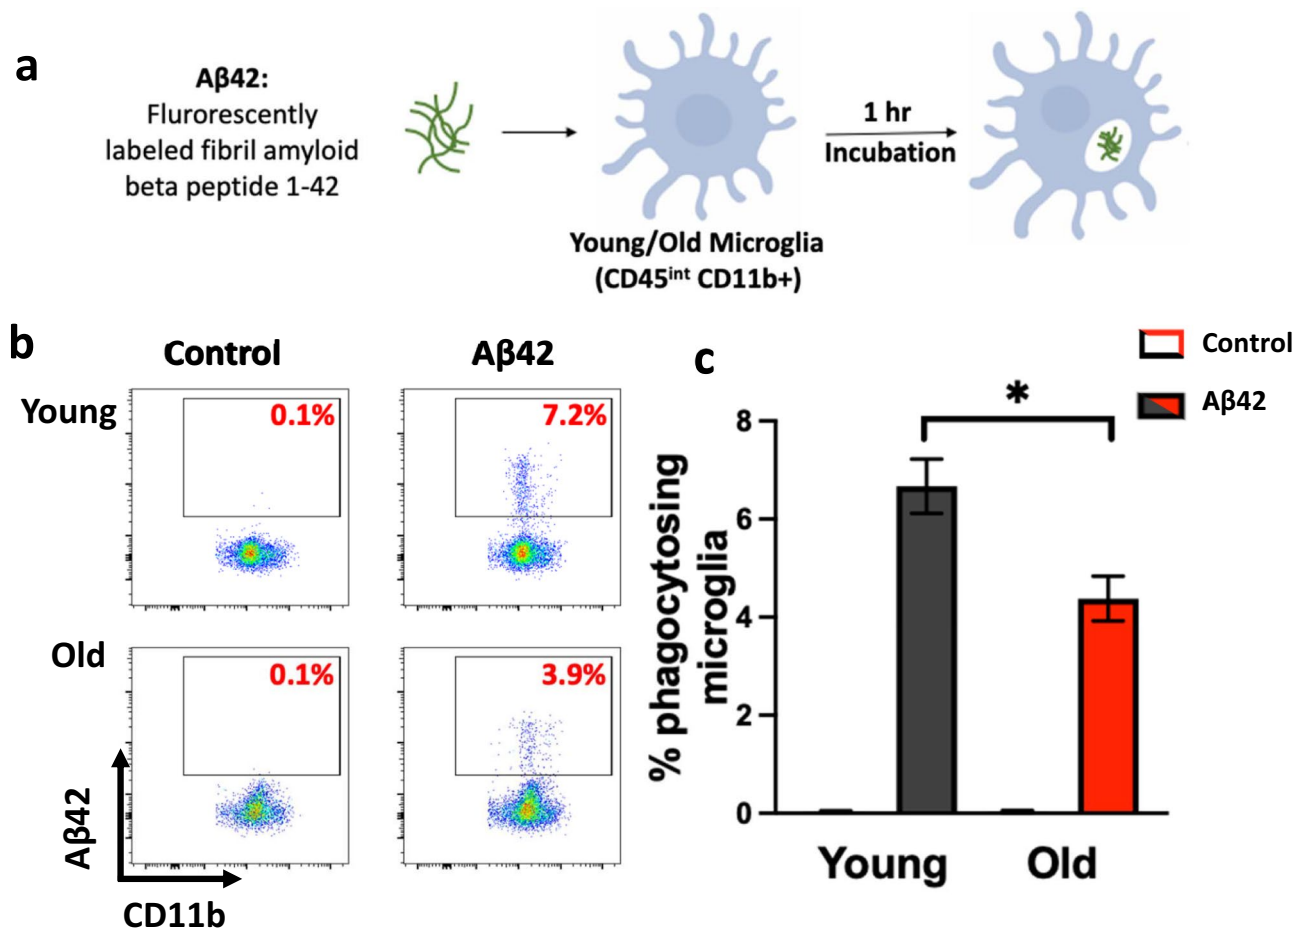 a
Aβ42:
Flurorescently
labeled fibril amyloid
beta peptide 1-42
1 hr
Incubation
Young/Old Microglia
(CD45ⁱⁿᵗ CD11b+)
b
Control
Aβ42
Young
0.1%
7.2%
Old
0.1%
3.9%
Aβ42
CD11b
c
Control
Aβ42
*
% phagocytosing
microglia
8
6
4
2
0
Young
Old